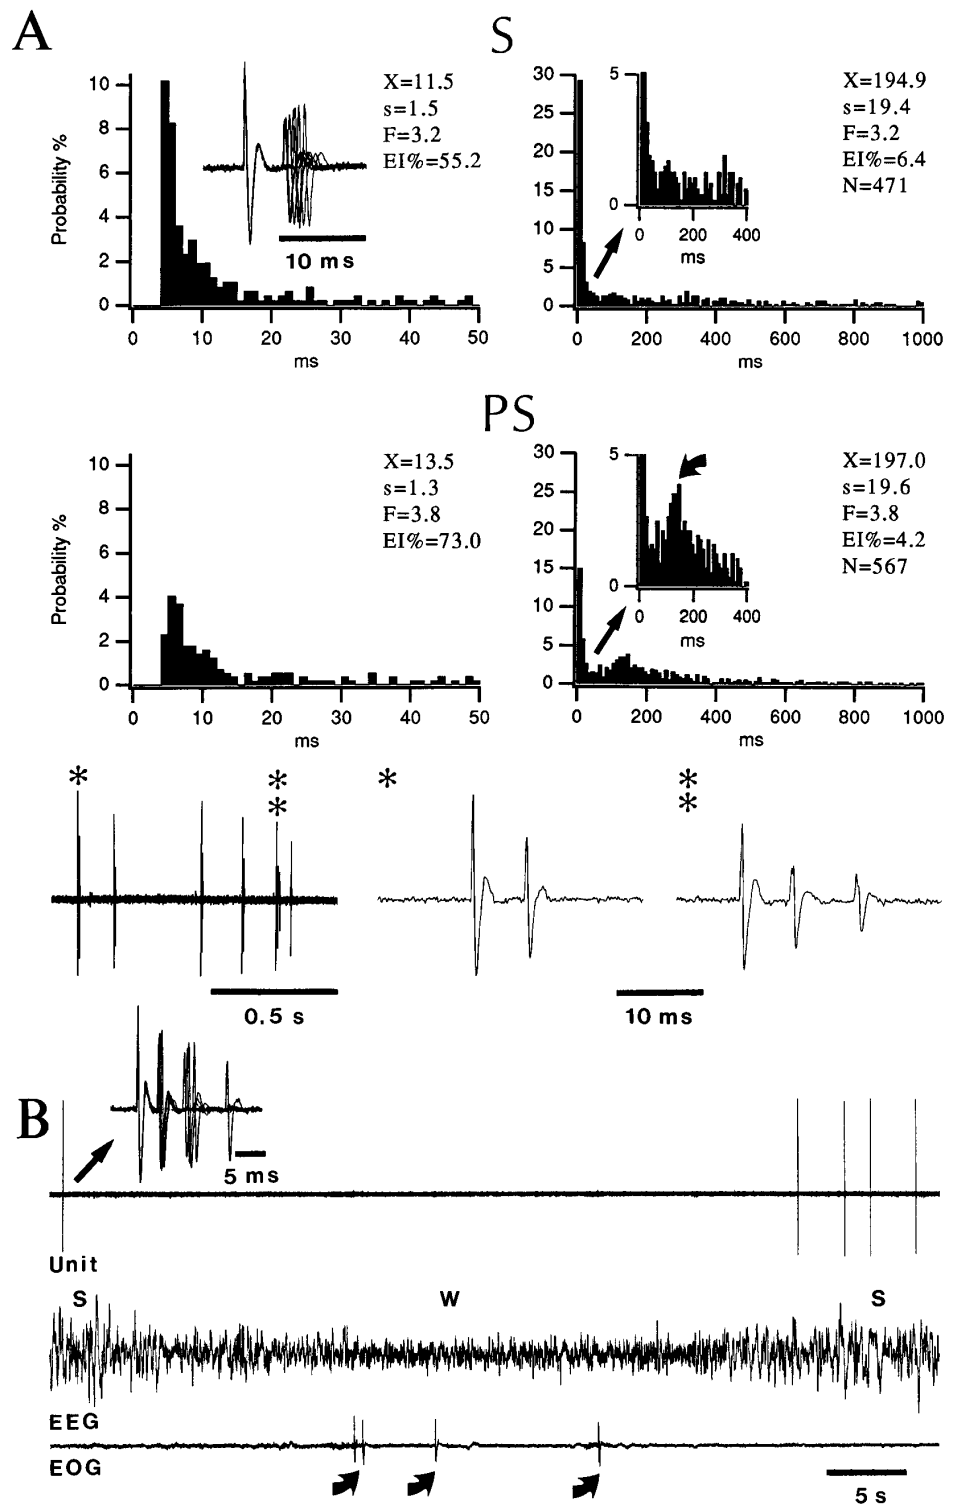 A
S
Probability %
10
8
6
4
2
0
0 10 20 30 40 50
ms
10 ms
X=11.5
s=1.5
F=3.2
EI%=55.2
30
25
20
15
10
5
0
0 200 400 600 800 1000
ms
5
0
0 200 400
ms
X=194.9
s=19.4
F=3.2
EI%=6.4
N=471
PS
Probability %
10
8
6
4
2
0
0 10 20 30 40 50
ms
X=13.5
s=1.3
F=3.8
EI%=73.0
30
25
20
15
10
5
0
0 200 400 600 800 1000
ms
5
0
0 200 400
ms
X=197.0
s=19.6
F=3.8
EI%=4.2
N=567
* ** * **
0.5 s
10 ms
B
5 ms
Unit
S W S
EEG
EOG
5 s